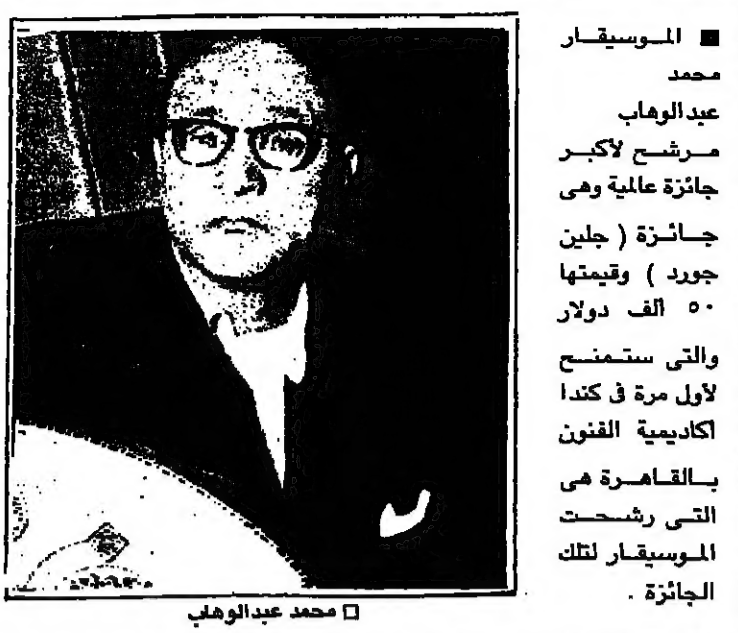 ■ الموسيقار
محمد
عبدالوهاب
مرشح لأكبر
جائزة عالمية وهى
جائزة ( جلين
جورد ) وقيمتها
٥٠ ألف دولار
والتى ستمنح
لأول مرة فى كندا
اكاديمية الفنون
بالقاهرة هى
التى رشحت
الموسيقار لتلك
الجائزة .
□ محمد عبدالوهاب